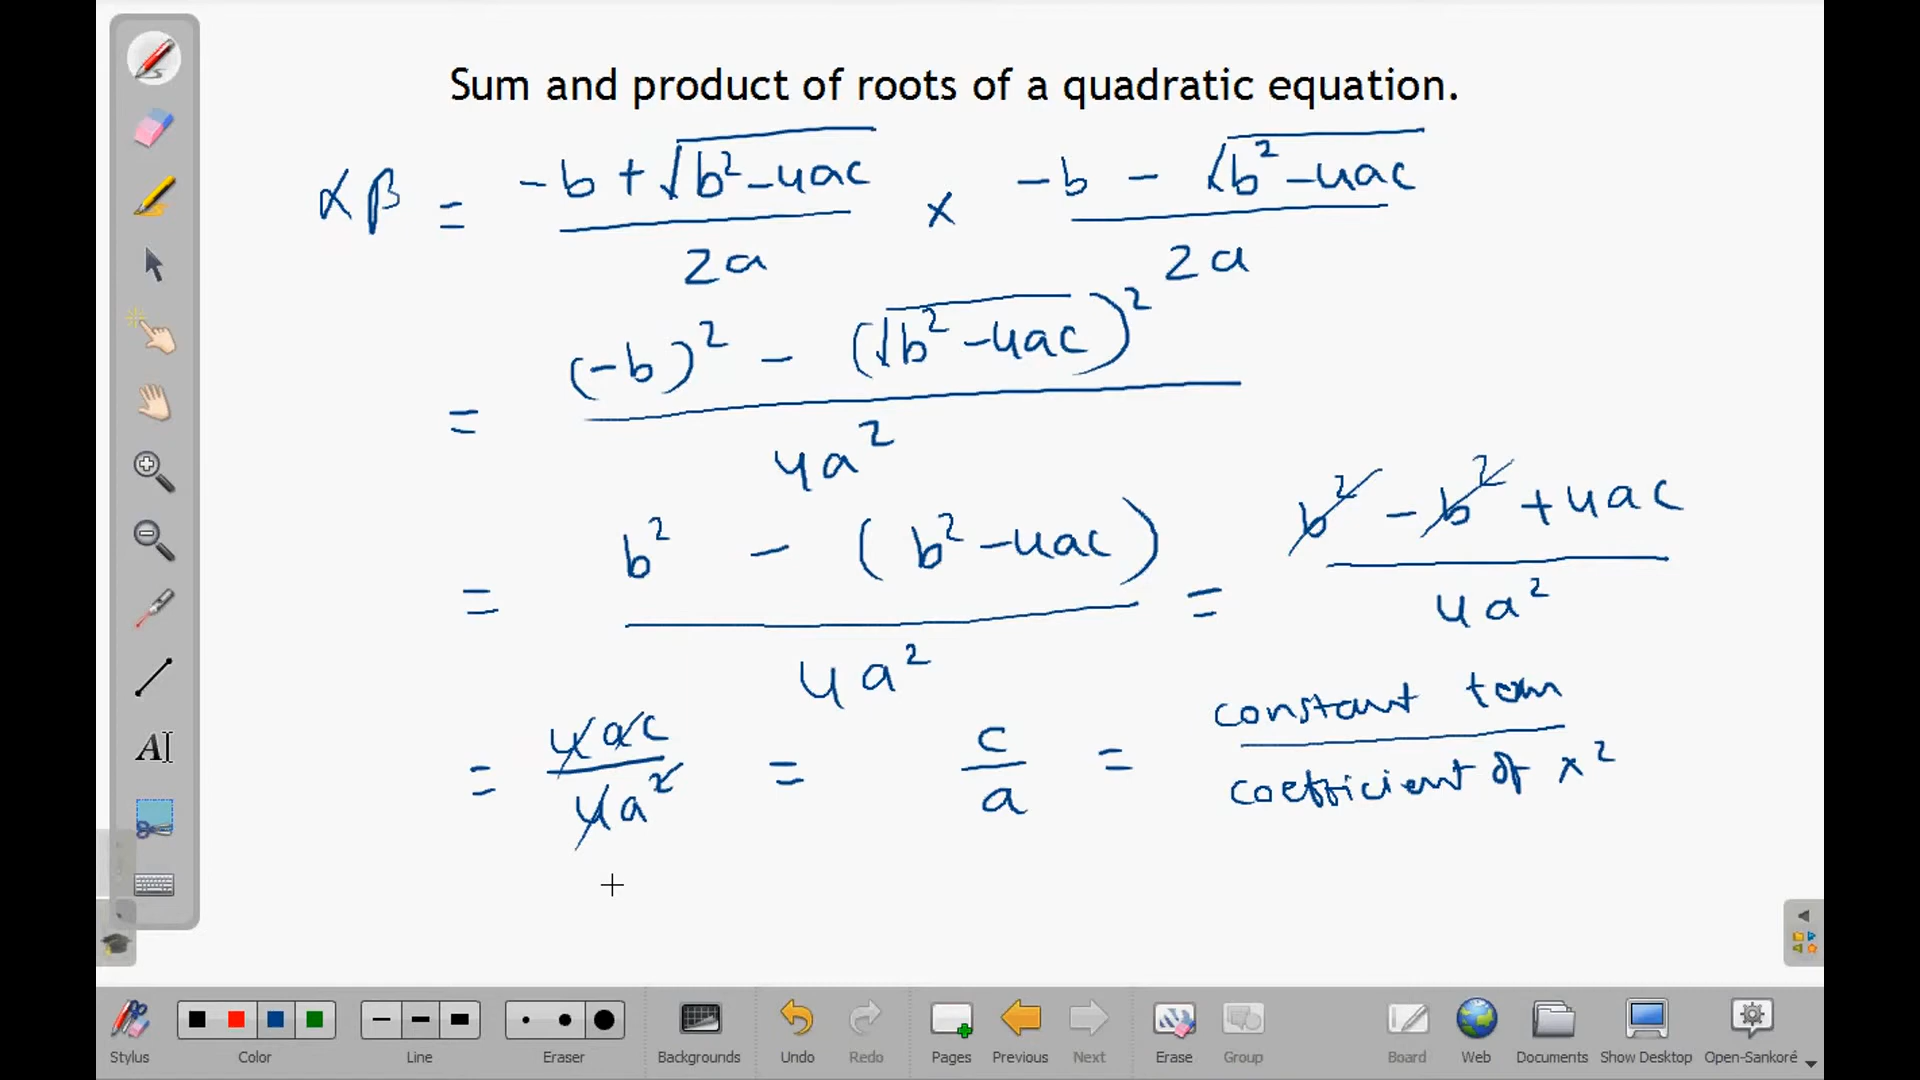 Sum and product of roots of a quadratic equation.
αβ = (-b + √(b² - 4ac))/2a × (-b - √(b² - 4ac))/2a
= ((-b)² - (√(b² - 4ac))²)/4a²
= (b² - (b² - 4ac))/4a² = (b² - b² + 4ac)/4a²
= 4ac/4a² = c/a = constant term/coefficient of x²
AI
Stylus Color Line Eraser Backgrounds Undo Redo Pages Previous Next Erase Group Board Web Documents Show Desktop Open-Sankoré